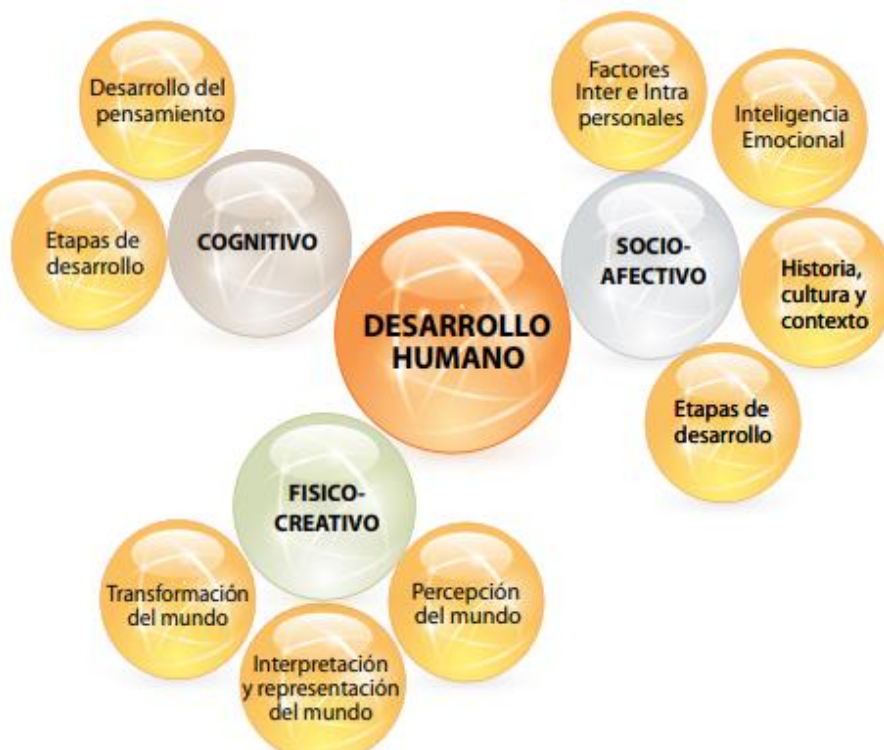 Desarrollo del
pensamiento
Etapas de
desarrollo
COGNITIVO
Factores
Inter e Intra
personales
Inteligencia
Emocional
SOCIO-
AFECTIVO
Historia,
cultura y
contexto
Etapas de
desarrollo
DESARROLLO
HUMANO
FISICO-
CREATIVO
Transformación
del mundo
Interpretación
y representación
del mundo
Percepción
del mundo